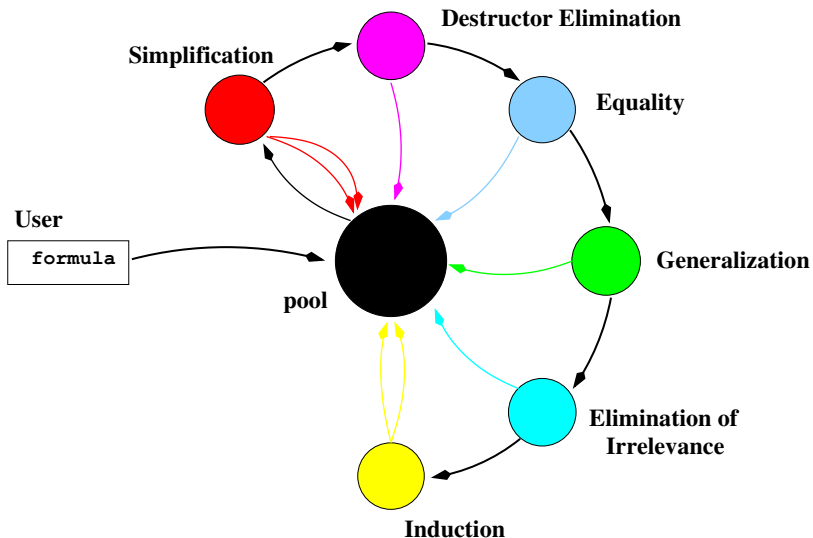 Destructor Elimination
Simplification
Equality
User
formula
Generalization
pool
Elimination of
Irrelevance
Induction